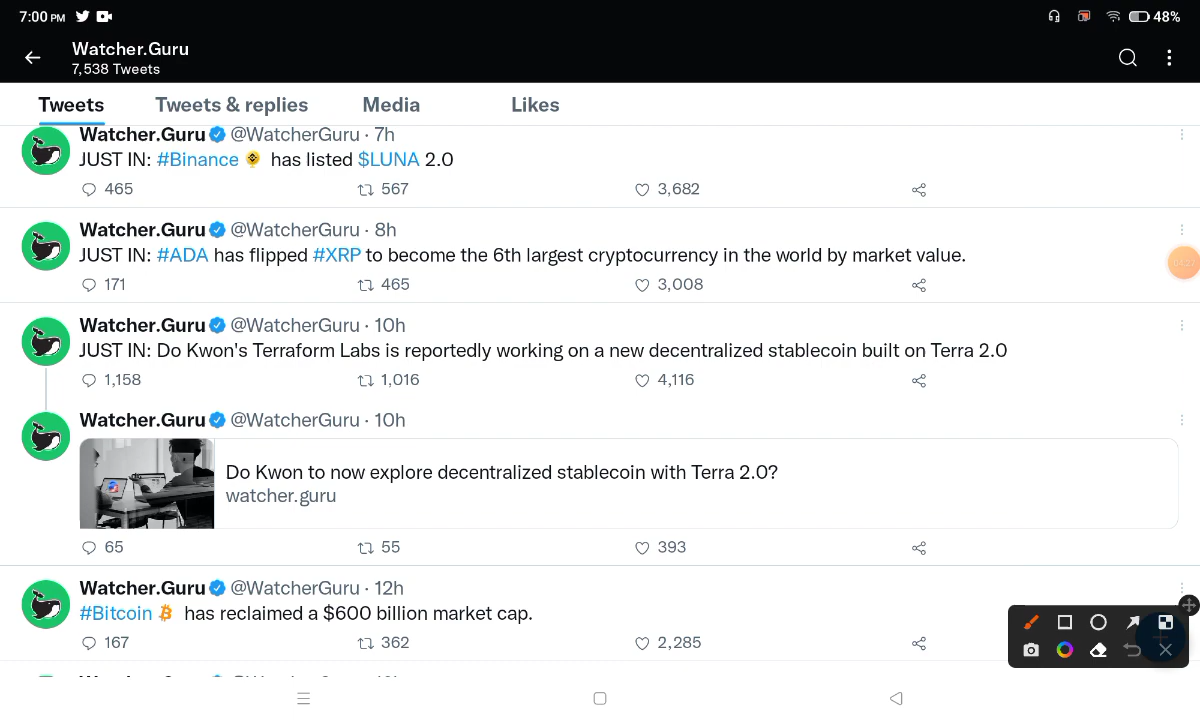 7:00 PM
48%
Watcher.Guru
7,538 Tweets
Tweets Tweets & replies Media Likes
Watcher.Guru @WatcherGuru · 7h
JUST IN: #Binance has listed $LUNA 2.0
465 567 3,682
Watcher.Guru @WatcherGuru · 8h
JUST IN: #ADA has flipped #XRP to become the 6th largest cryptocurrency in the world by market value.
171 465 3,008
Watcher.Guru @WatcherGuru · 10h
JUST IN: Do Kwon's Terraform Labs is reportedly working on a new decentralized stablecoin built on Terra 2.0
1,158 1,016 4,116
Watcher.Guru @WatcherGuru · 10h
Do Kwon to now explore decentralized stablecoin with Terra 2.0?
watcher.guru
65 55 393
Watcher.Guru @WatcherGuru · 12h
#Bitcoin has reclaimed a $600 billion market cap.
167 362 2,285